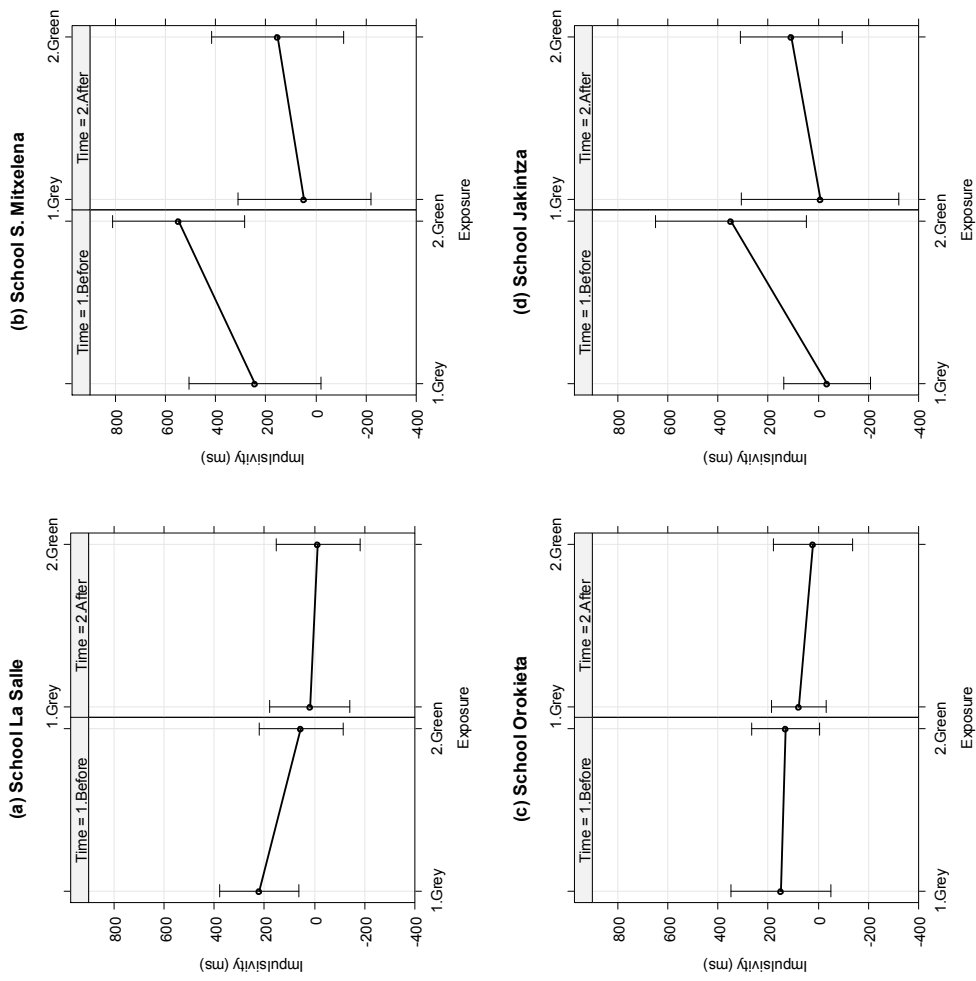 (a) School La Salle
1.Grey 2.Green
Time = 1.Before Time = 2.After
800
600
400
200
0
-200
-400
Impulsivity (ms)
1.Grey 2.Green
Exposure
(b) School S. Mitxelena
1.Grey 2.Green
Time = 1.Before Time = 2.After
800
600
400
200
0
-200
-400
Impulsivity (ms)
1.Grey 2.Green
Exposure
(c) School Orokieta
1.Grey 2.Green
Time = 1.Before Time = 2.After
800
600
400
200
0
-200
-400
Impulsivity (ms)
1.Grey 2.Green
Exposure
(d) School Jakintza
1.Grey 2.Green
Time = 1.Before Time = 2.After
800
600
400
200
0
-200
-400
Impulsivity (ms)
1.Grey 2.Green
Exposure